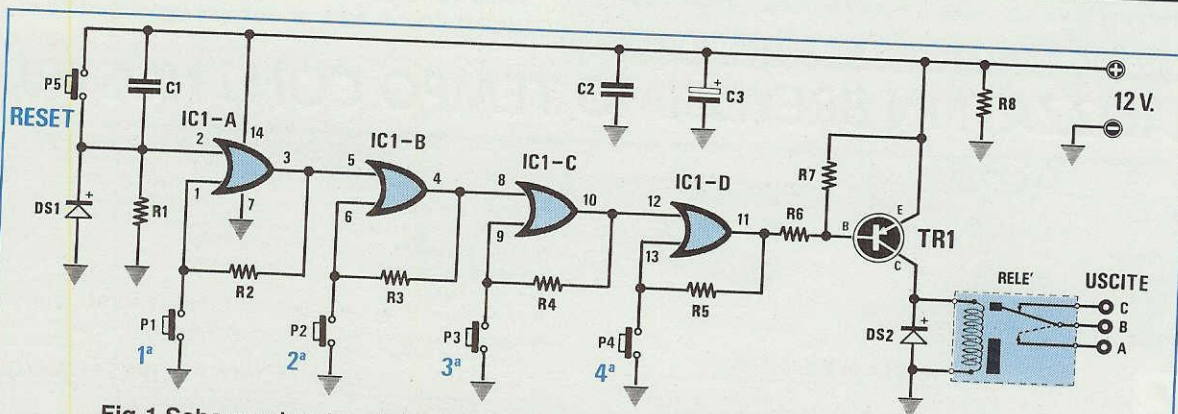 P5
RESET
C1
DS1
R1
2
1
IC1-A
14
7
3
R2
P1
1ª
IC1-B
5
6
4
R3
P2
2ª
IC1-C
8
9
10
R4
P3
3ª
C2
+
C3
IC1-D
12
13
11
R5
P4
4ª
R6
R7
B
E
C
TR1
R8
+
12 V.
−
DS2
+
RELE'
USCITE
C
B
A
+
Fig.1